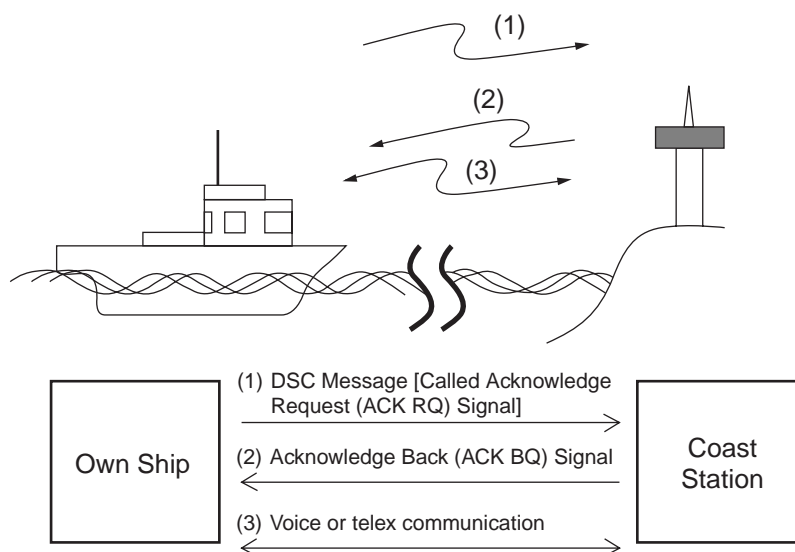 (1)
(2)
(3)
(1) DSC Message [Called Acknowledge
Request (ACK RQ) Signal]
Own Ship
(2) Acknowledge Back (ACK BQ) Signal
Coast
Station
(3) Voice or telex communication